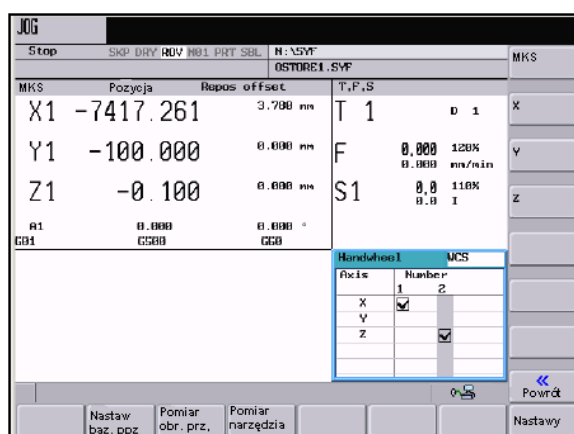 JOG
Stop SKP DRY ROV M01 PRT SBL N:\SYF
OSTORE1.SYF
MKS
MKS Pozycja Repos offset T,F,S
X1 -7417.261 3.700 mm T 1 D 1
X
Y1 -100.000 0.000 mm F 0,000 120%
0.000 mm/min
Y
Z1 -0.100 0.000 mm S1 0,0 110%
0.0 I
Z
A1 0.000 0.000 °
G01 G500 G60
Handwheel WCS
Axis Number
1 2
X
Y
Z
« Powrót
Nastaw baz. ppz
Pomiar obr. prz,
Pomiar narzędzia
Nastawy